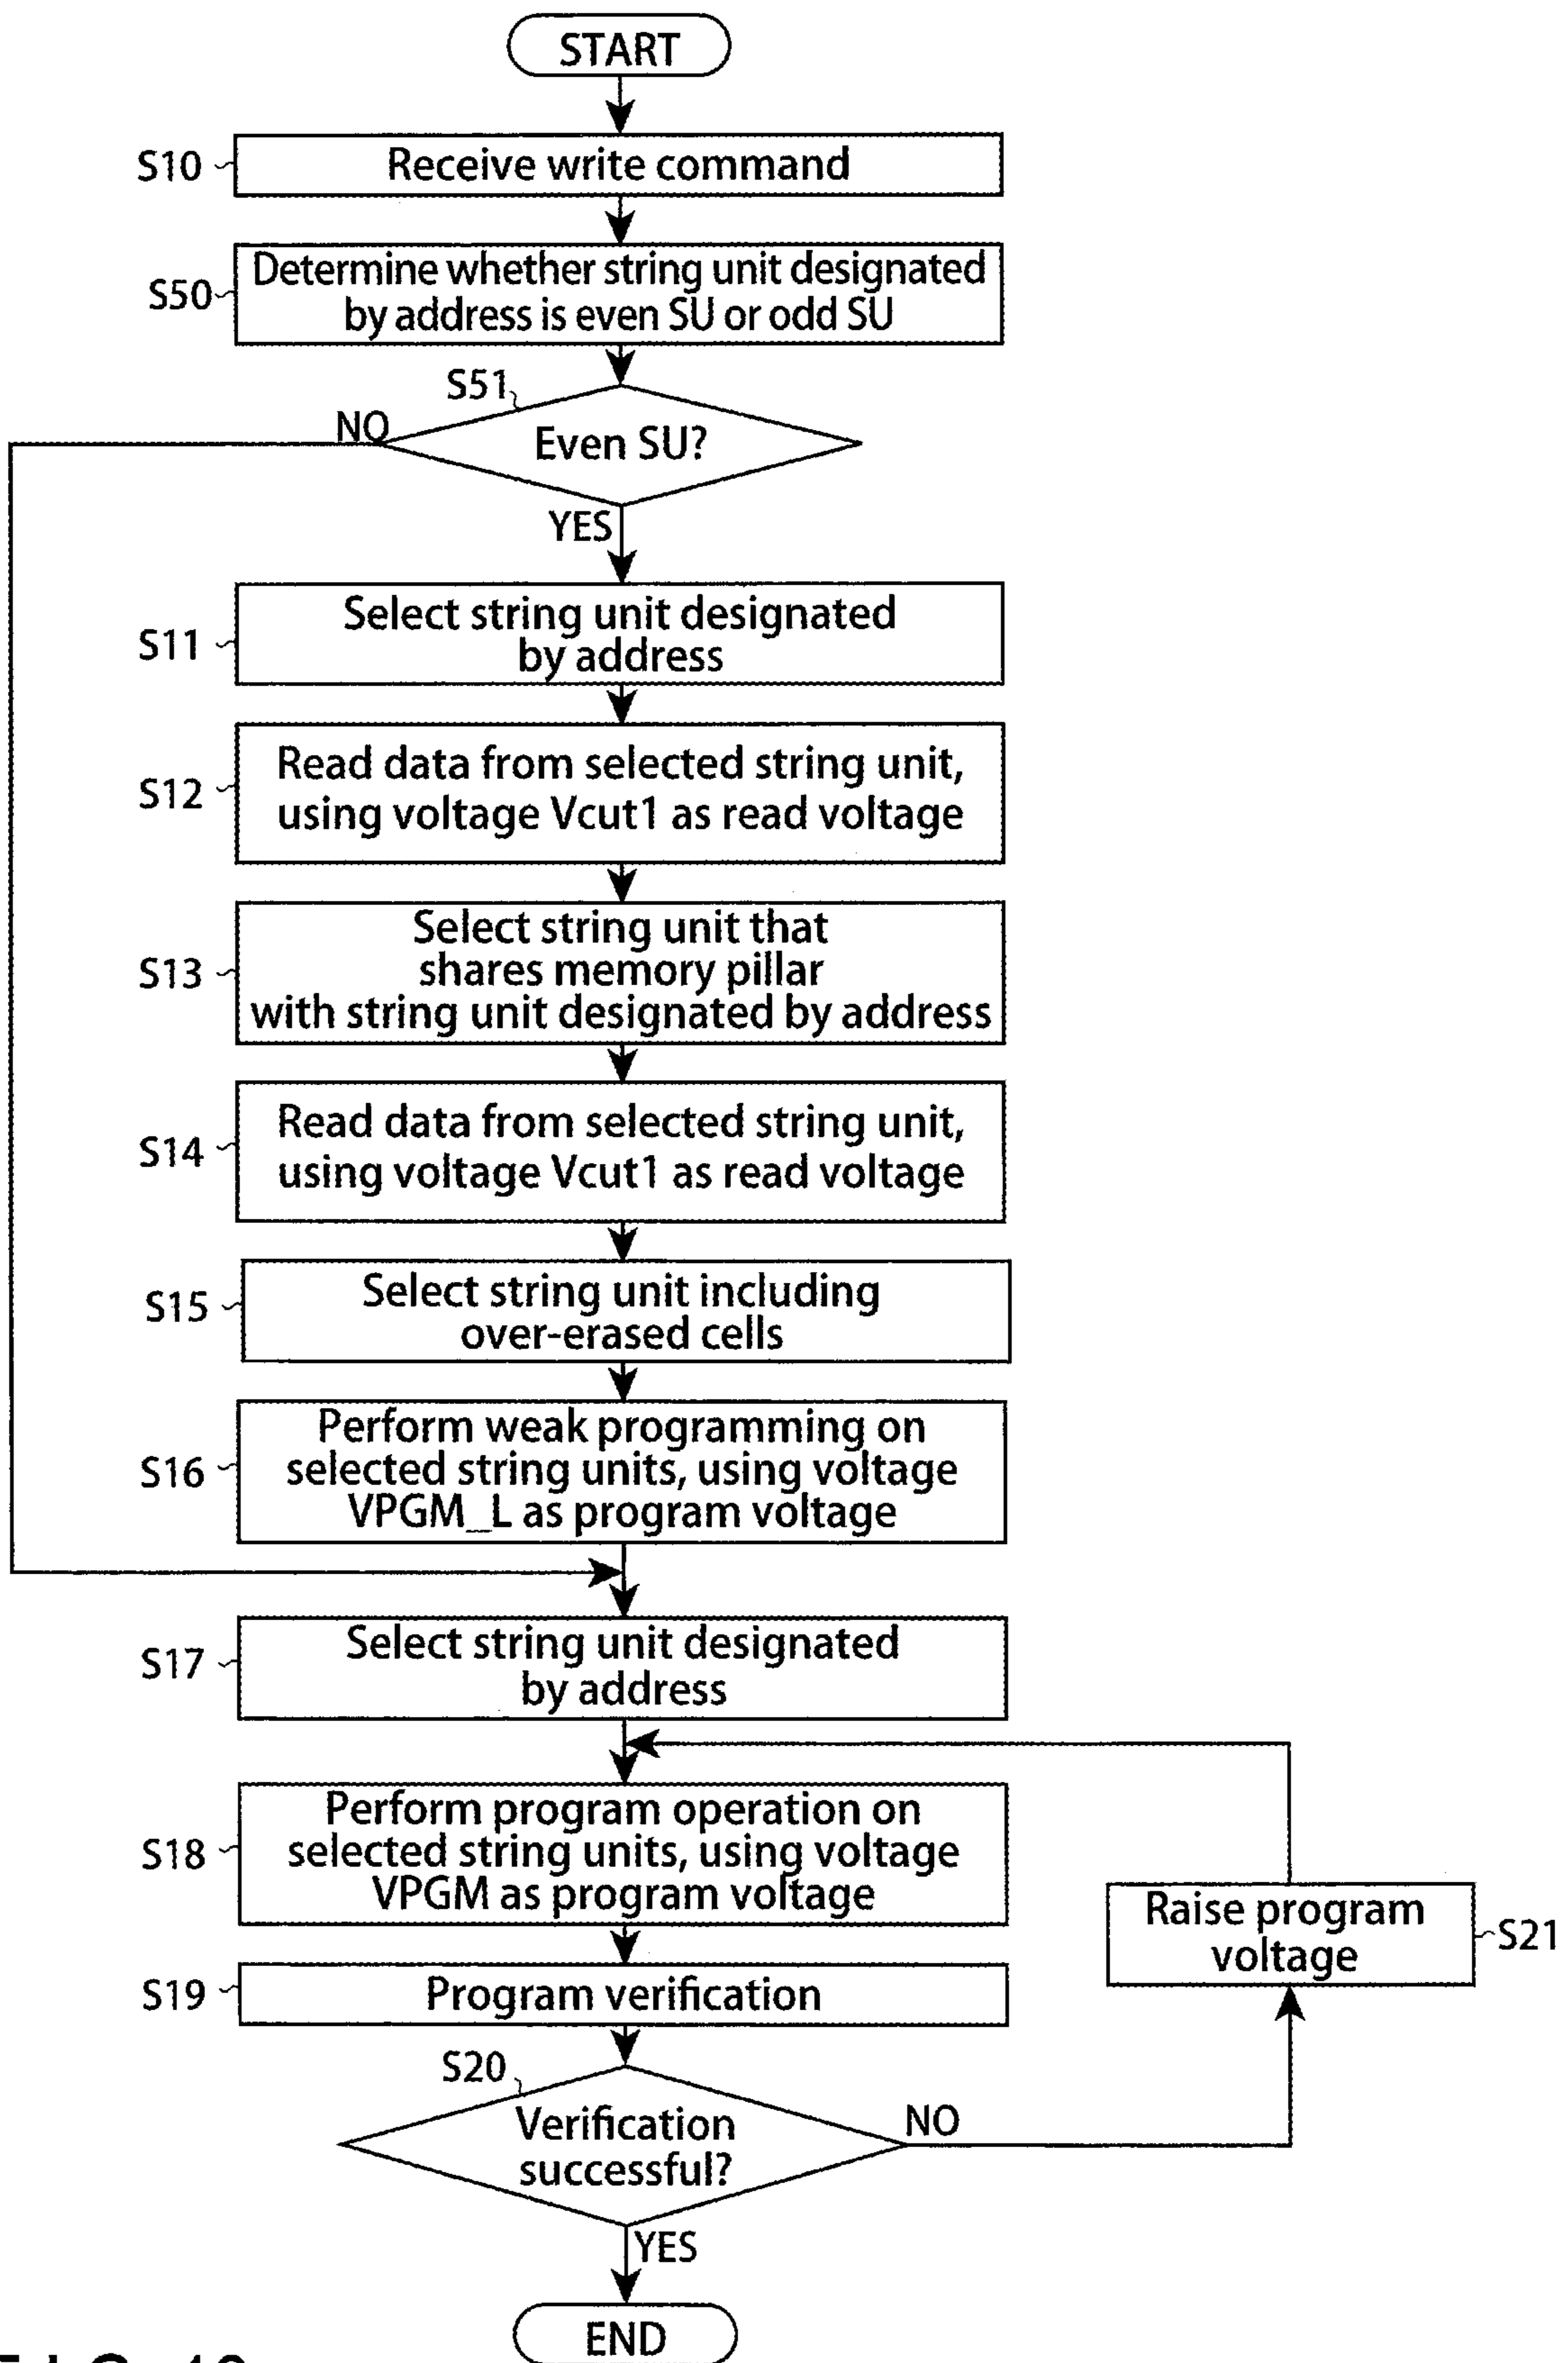 START
S10
Receive write command
S50
Determine whether string unit designated
by address is even SU or odd SU
S51
NO
Even SU?
YES
S11
Select string unit designated
by address
S12
Read data from selected string unit,
using voltage Vcut1 as read voltage
S13
Select string unit that
shares memory pillar
with string unit designated by address
S14
Read data from selected string unit,
using voltage Vcut1 as read voltage
S15
Select string unit including
over-erased cells
S16
Perform weak programming on
selected string units, using voltage
VPGM_L as program voltage
S17
Select string unit designated
by address
S18
Perform program operation on
selected string units, using voltage
VPGM as program voltage
Raise program
voltage
S21
S19
Program verification
S20
Verification
successful?
NO
YES
END